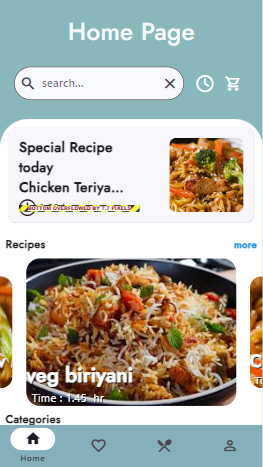 Home Page
search...
Special Recipe
today
Chicken Teriya...
BOTTOM OVERFLOWED BY 7.7 PIXELS
Recipes
more
veg biriyani
Time : 1.45 hr
Categories
Home